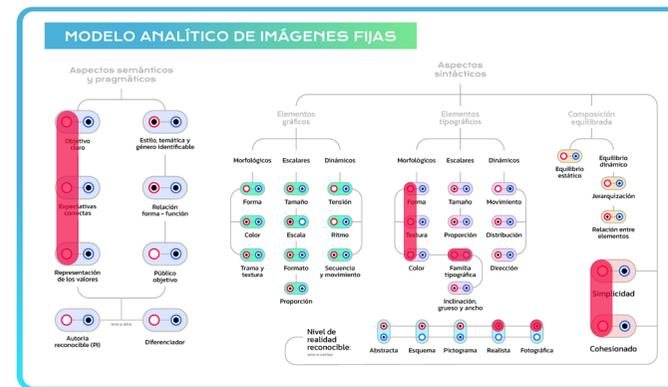 MODELO ANALÍTICO DE IMÁGENES FIJAS
Aspectos semánticos
y pragmáticos
Objetivo
claro
Estilo, temática y
género identificable
Expectativas
correctas
Relación
forma - función
Representación
de los valores
Público
objetivo
Autoría
reconocible (PI)
Diferenciador
Aspectos
sintácticos
Elementos
gráficos
Morfológicos
Escalares
Dinámicos
Forma
Tamaño
Tensión
Color
Escala
Ritmo
Trama y
textura
Formato
Secuencia
y movimiento
Proporción
Elementos
tipográficos
Morfológicos
Escalares
Dinámicos
Forma
Tamaño
Movimiento
Textura
Proporción
Distribución
Color
Familia
tipográfica
Dirección
Inclinación,
grueso y ancho
Composición
equilibrada
Equilibrio
estático
Equilibrio
dinámico
Jerarquización
Relación entre
elementos
Simplicidad
Cohesionado
Nivel de
realidad
reconocible:
Abstracta
Esquema
Pictograma
Realista
Fotográfica